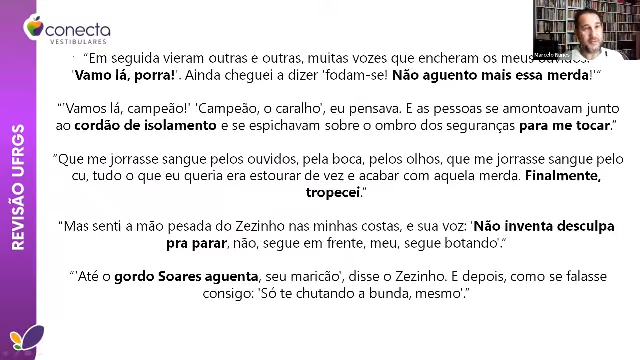 conecta
VESTIBULARES
Marcelo Nunes
REVISÃO UFRGS
"Em seguida vieram outras e outras, muitas vozes que encheram os meus ouvidos:
'Vamo lá, porra!'. Ainda cheguei a dizer 'fodam-se! Não aguento mais essa merda!'"
"'Vamos lá, campeão!' 'Campeão, o caralho', eu pensava. E as pessoas se amontoavam junto
ao cordão de isolamento e se espichavam sobre o ombro dos seguranças para me tocar."
"Que me jorrasse sangue pelos ouvidos, pela boca, pelos olhos, que me jorrasse sangue pelo
cu, tudo o que eu queria era estourar de vez e acabar com aquela merda. Finalmente,
tropecei."
"Mas senti a mão pesada do Zezinho nas minhas costas, e sua voz: 'Não inventa desculpa
pra parar, não, segue em frente, meu, segue botando'."
"'Até o gordo Soares aguenta, seu maricão', disse o Zezinho. E depois, como se falasse
consigo: 'Só te chutando a bunda, mesmo'."